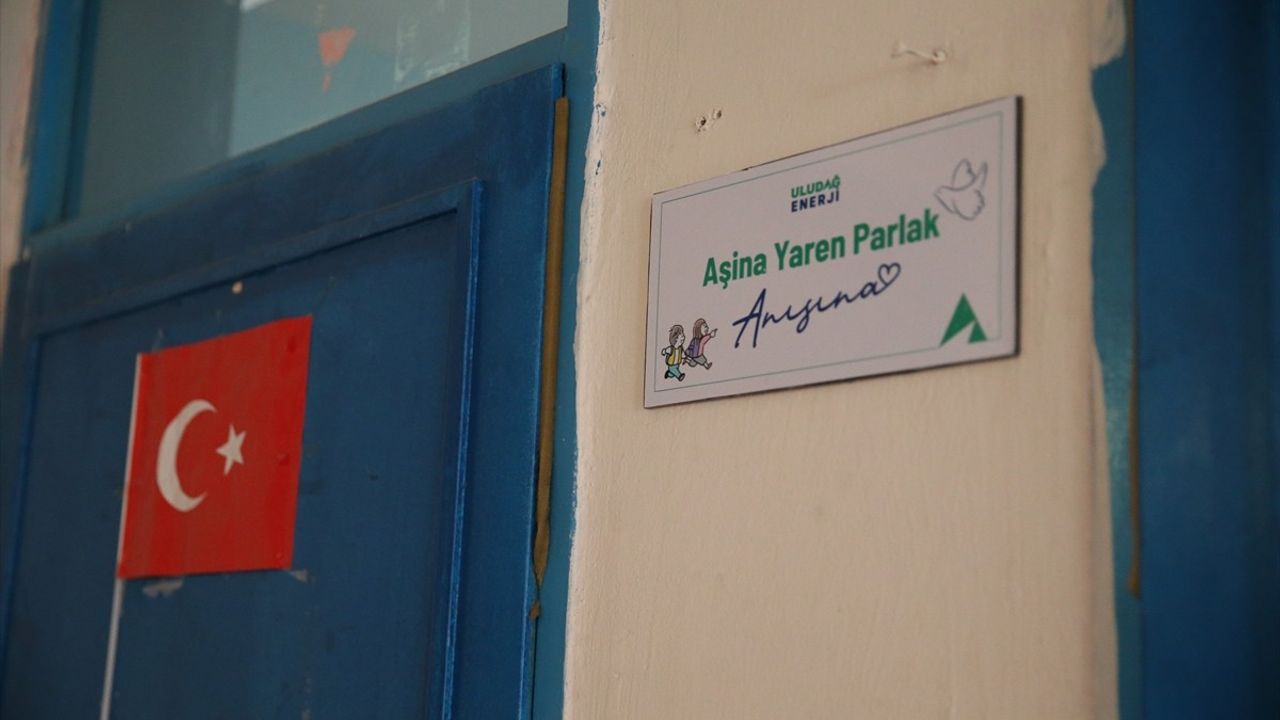 ULUDAĞ
ENERJİ
Aşina Yaren Parlak
Anısına